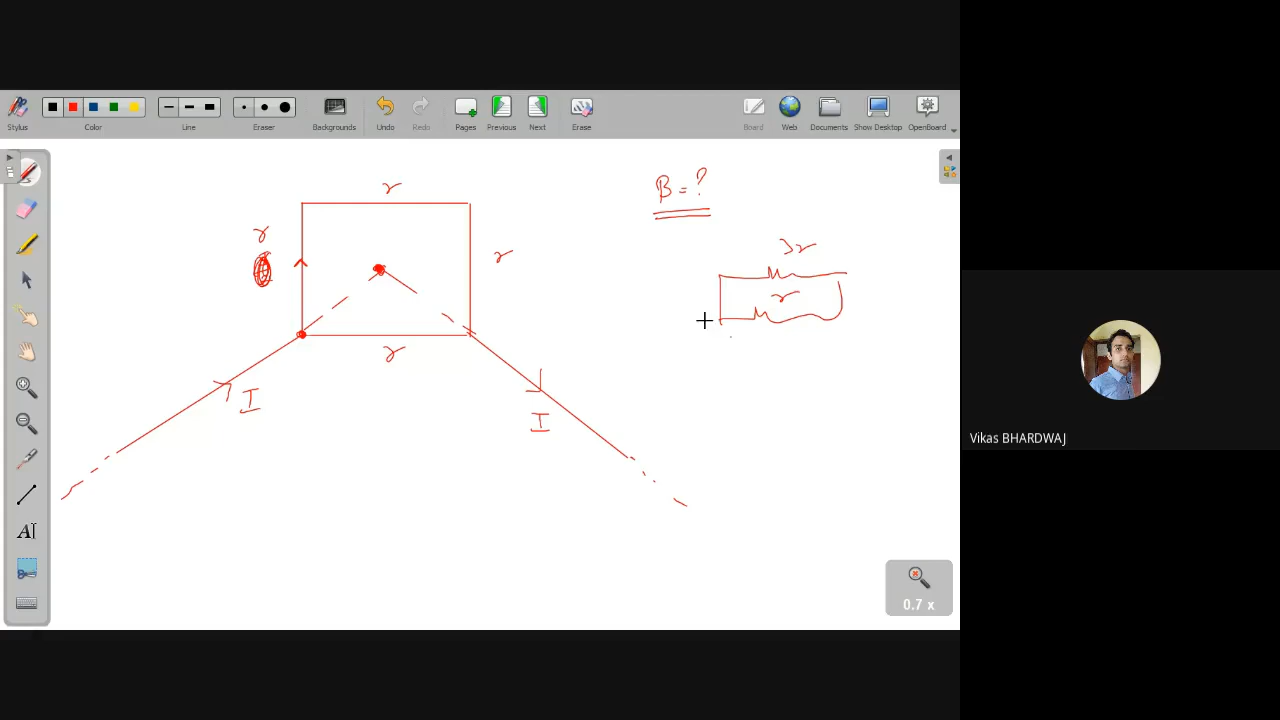 Stylus
Color
Line
Eraser
Backgrounds
Undo
Redo
Pages
Previous
Next
Erase
Board
Web
Documents
Show Desktop
OpenBoard
r
B = ?
r
r
3r
r
r
I
I
A
0.7 x
Vikas BHARDWAJ